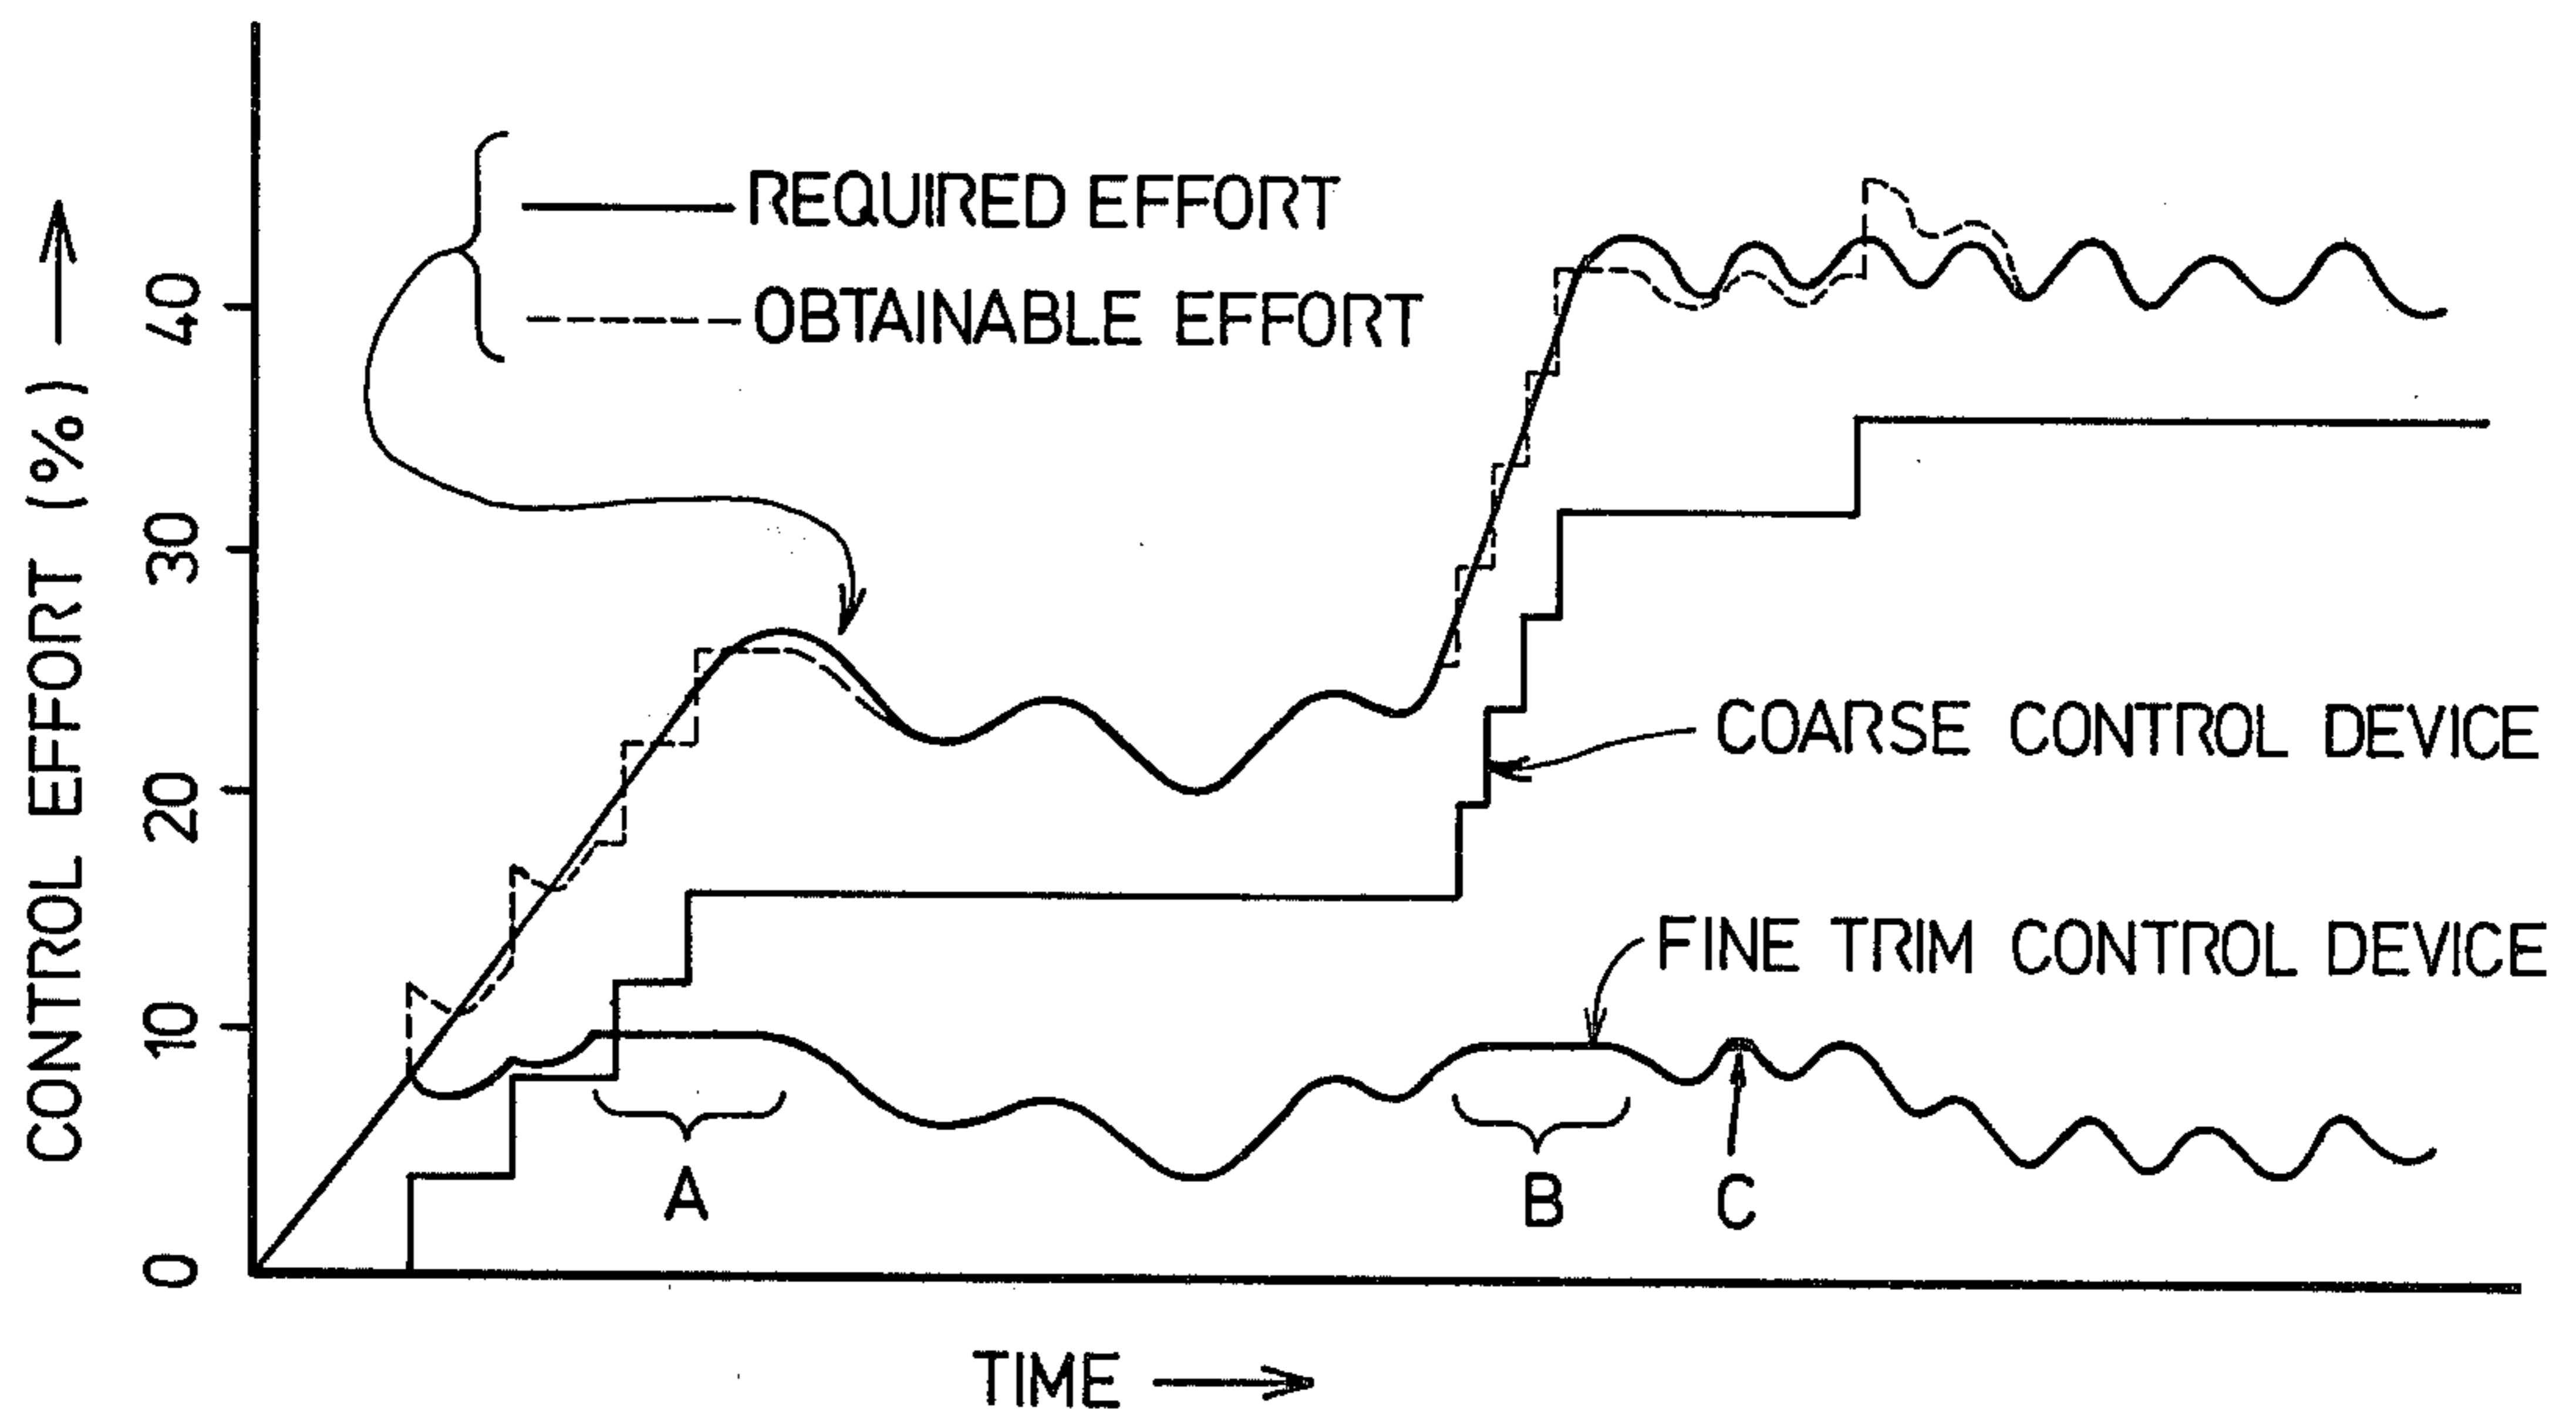 REQUIRED EFFORT
OBTAINABLE EFFORT
CONTROL EFFORT (%)
40
30
20
10
0
COARSE CONTROL DEVICE
FINE TRIM CONTROL DEVICE
A
B
C
TIME